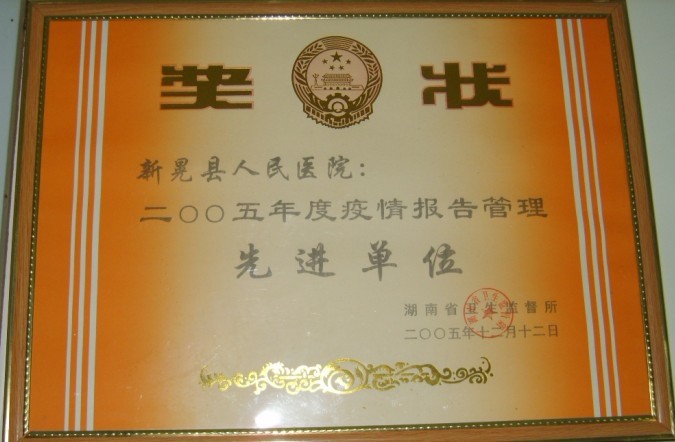 奖状
新晃县人民医院：
二〇〇五年度疫情报告管理
先进单位
湖南省卫生监督所
二〇〇五年十二月十二日